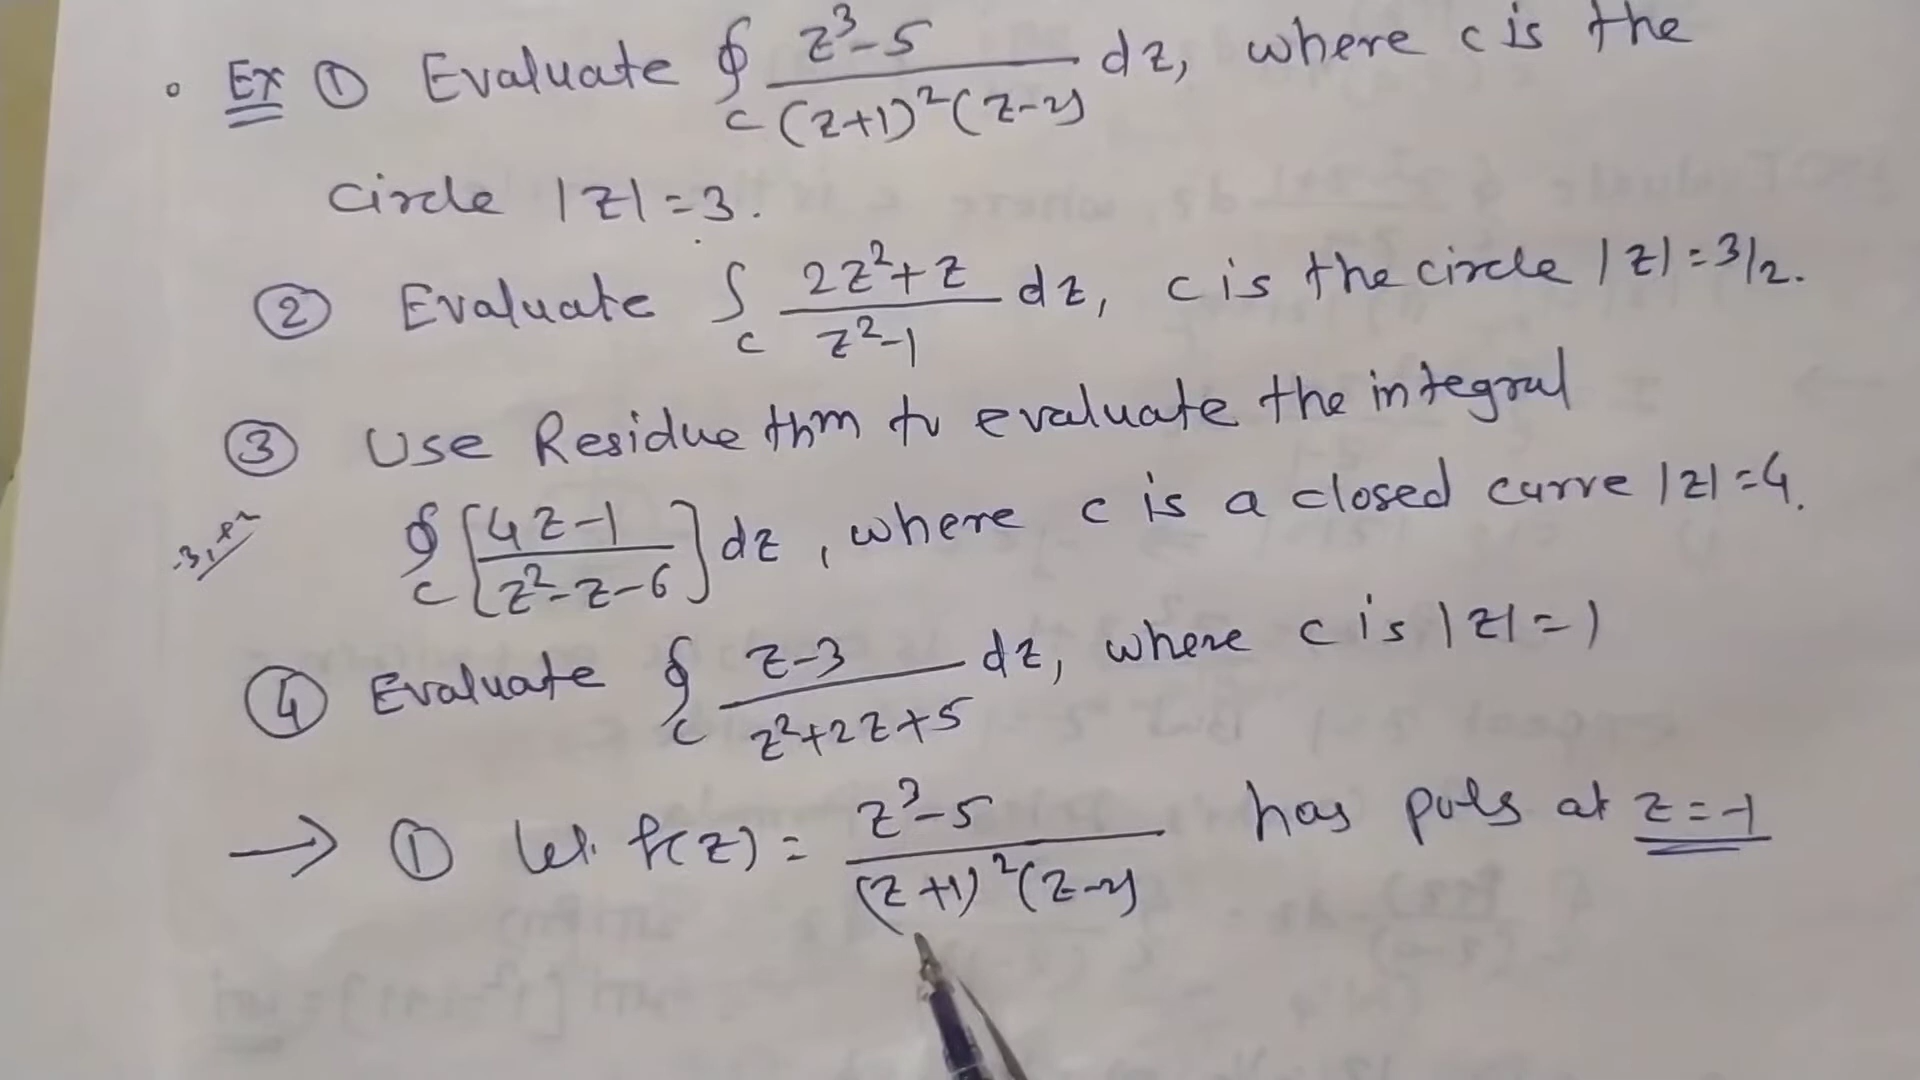 Ex ① Evaluate ∮_C (z³-5)/((z+1)²(z-2)) dz, where c is the
circle |z|=3.
② Evaluate ∫_C (2z²+z)/(z²-1) dz, c is the circle |z|=3/2.
③ Use Residue thm to evaluate the integral
∮_C [(4z-1)/(z²-z-6)] dz, where c is a closed curve |z|=4.
④ Evaluate ∮_C (z-3)/(z²+2z+5) dz, where c is |z|=1
→ ① let. f(z) = (z³-5)/((z+1)²(z-2)) has pols at z=-1